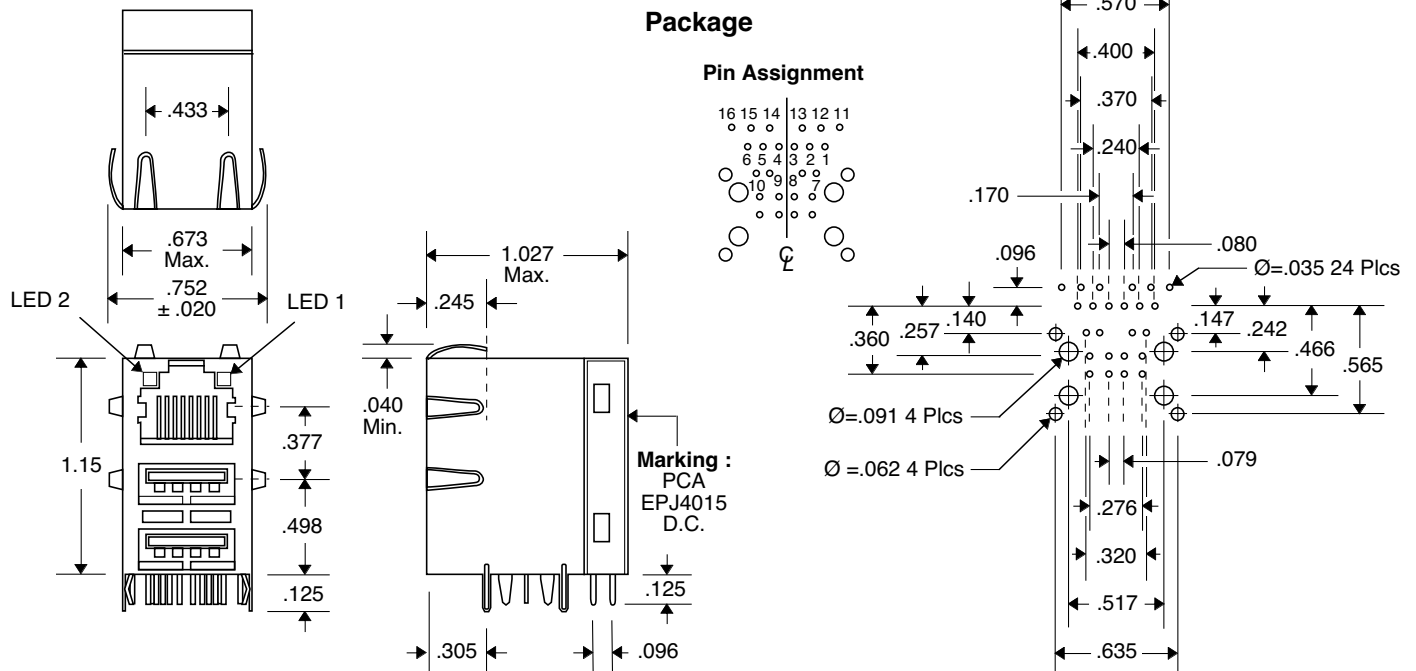 Package
Pin Assignment
16 15 14 13 12 11
6 5 4 3 2 1
10 9 8 7
C
L
.433
.673
Max.
.752
± .020
LED 2
LED 1
1.15
.377
.498
.125
1.027
Max.
.245
.040
Min.
Marking :
PCA
EPJ4015
D.C.
.125
.305
.096
.570
.400
.370
.240
.170
.080
.096
Ø=.035 24 Plcs
.360
.257
.140
.147
.242
.466
.565
Ø=.091 4 Plcs
Ø =.062 4 Plcs
.079
.276
.320
.517
.635